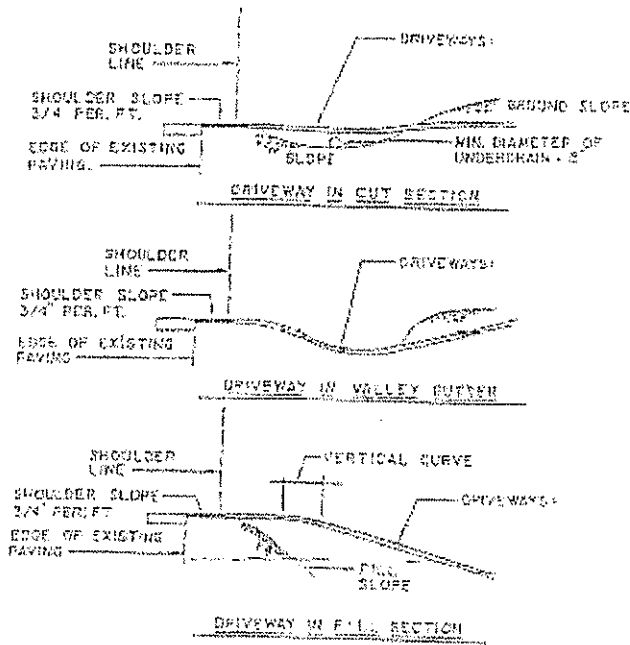 SHOULDER
LINE
DRIVEWAYS:
SHOULDER SLOPE
3/4 PER. FT.
GROUND SLOPE
EDGE OF EXISTING
PAVING.
SLOPE
MIN. DIAMETER OF
UNDERDRAIN -
DRIVEWAY IN CUT SECTION
SHOULDER
LINE
DRIVEWAYS:
SHOULDER SLOPE
3/4" PER. FT.
EDGE OF EXISTING
PAVING
DRIVEWAY IN VALLEY GUTTER
SHOULDER
LINE
VERTICAL CURVE
SHOULDER SLOPE
3/4" PER. FT
DRIVEWAYS:
EDGE OF EXISTING
PAVING
FILL
SLOPE
DRIVEWAY IN FILL SECTION